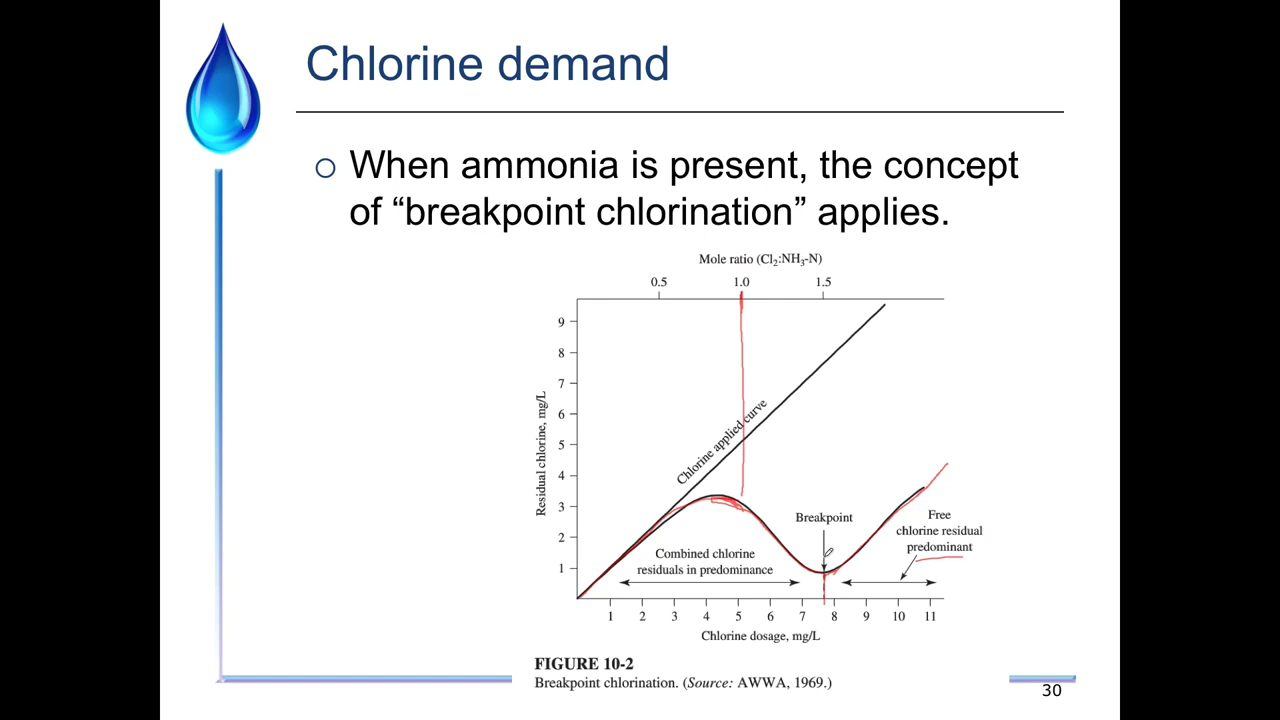 Chlorine demand
When ammonia is present, the concept
of “breakpoint chlorination” applies.
Mole ratio (Cl₂:NH₃-N)
0.5 1.0 1.5
9
8
7
6
5
4
3
2
1
Residual chlorine, mg/L
Chlorine applied curve
Breakpoint
Free
chlorine residual
predominant
Combined chlorine
residuals in predominance
1 2 3 4 5 6 7 8 9 10 11
Chlorine dosage, mg/L
FIGURE 10-2
Breakpoint chlorination. (Source: AWWA, 1969.)
30